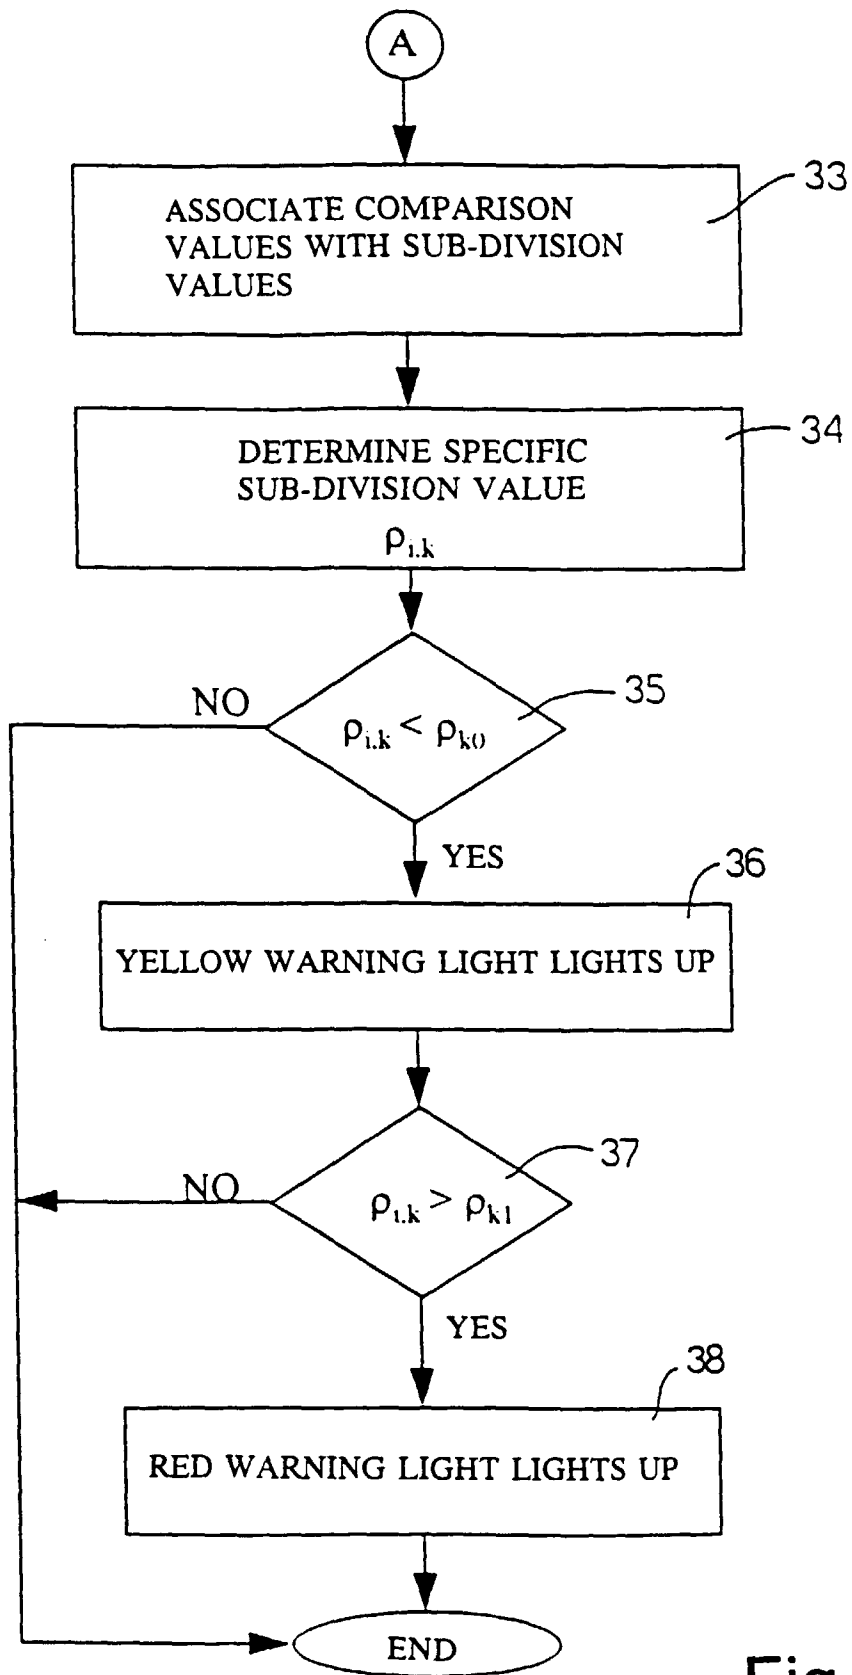 A
33
ASSOCIATE COMPARISON
VALUES WITH SUB-DIVISION
VALUES
34
DETERMINE SPECIFIC
SUB-DIVISION VALUE
ρi.k
35
NO
ρi.k < ρk0
YES
36
YELLOW WARNING LIGHT LIGHTS UP
37
NO
ρi.k > ρk1
YES
38
RED WARNING LIGHT LIGHTS UP
END